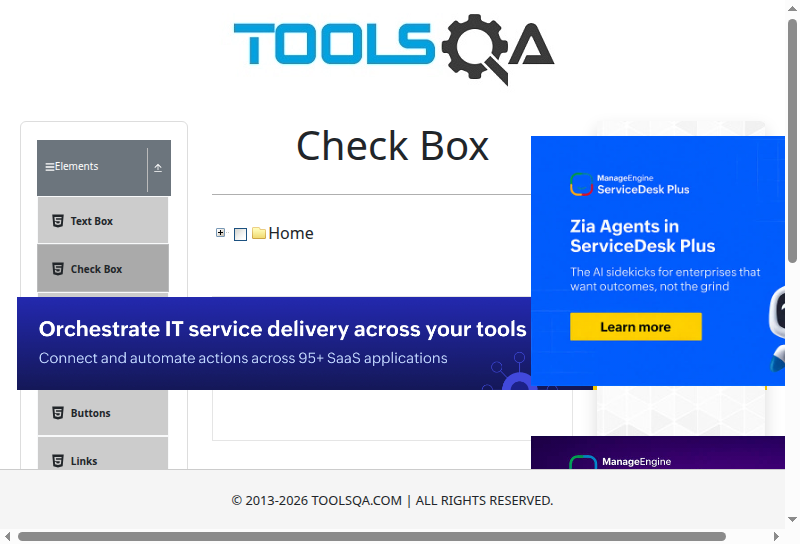 TOOLSQA
Elements
Text Box
Check Box
Buttons
Links
Check Box
Home
Orchestrate IT service delivery across your tools
Connect and automate actions across 95+ SaaS applications
ManageEngine
ServiceDesk Plus
Zia Agents in
ServiceDesk Plus
The AI sidekicks for enterprises that
want outcomes, not the grind
Learn more
ManageEngine
© 2013-2026 TOOLSQA.COM | ALL RIGHTS RESERVED.